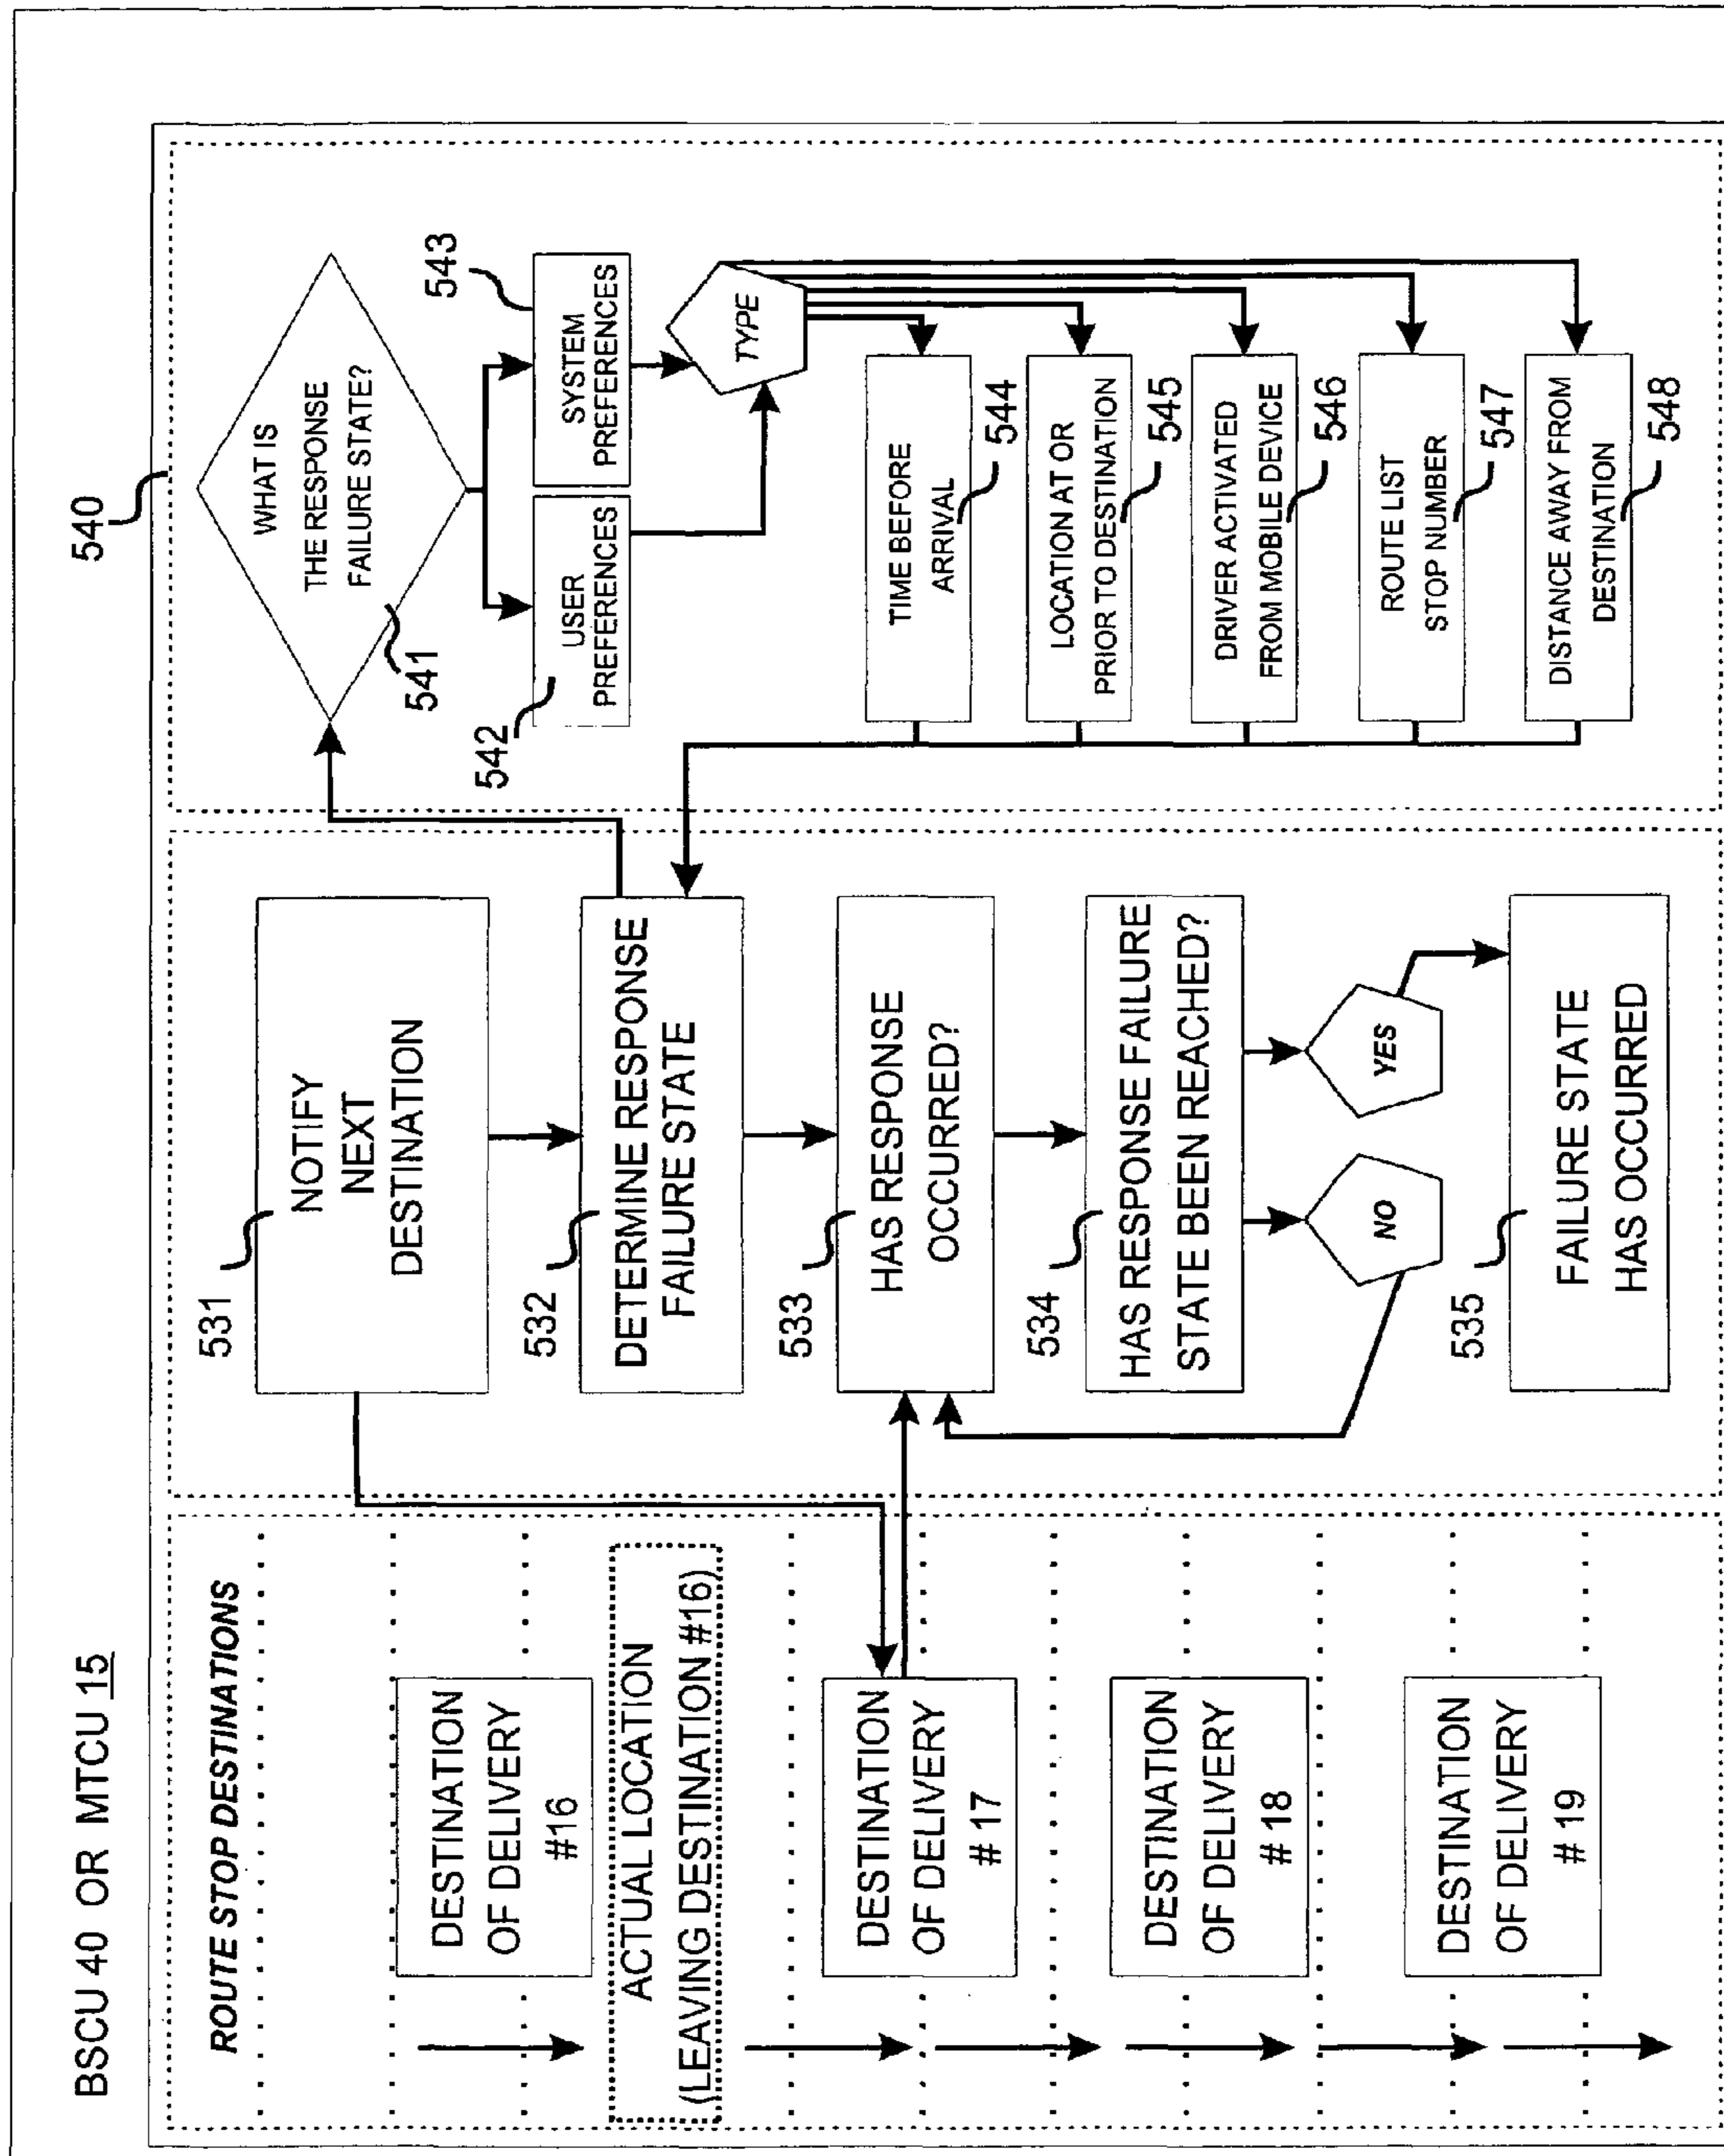 BSCU 40 OR MTCU 15
ROUTE STOP DESTINATIONS
DESTINATION
OF DELIVERY
#16
ACTUAL LOCATION
(LEAVING DESTINATION #16)
DESTINATION
OF DELIVERY
# 17
DESTINATION
OF DELIVERY
# 18
DESTINATION
OF DELIVERY
# 19
531
NOTIFY
NEXT
DESTINATION
532
DETERMINE RESPONSE
FAILURE STATE
533
HAS RESPONSE
OCCURRED?
534
HAS RESPONSE FAILURE
STATE BEEN REACHED?
NO
YES
535
FAILURE STATE
HAS OCCURRED
540
WHAT IS
THE RESPONSE
FAILURE STATE?
541
542
USER
PREFERENCES
543
SYSTEM
PREFERENCES
TYPE
TIME BEFORE
ARRIVAL
544
LOCATION AT OR
PRIOR TO DESTINATION
545
DRIVER ACTIVATED
FROM MOBILE DEVICE
546
ROUTE LIST
STOP NUMBER
547
DISTANCE AWAY FROM
DESTINATION
548